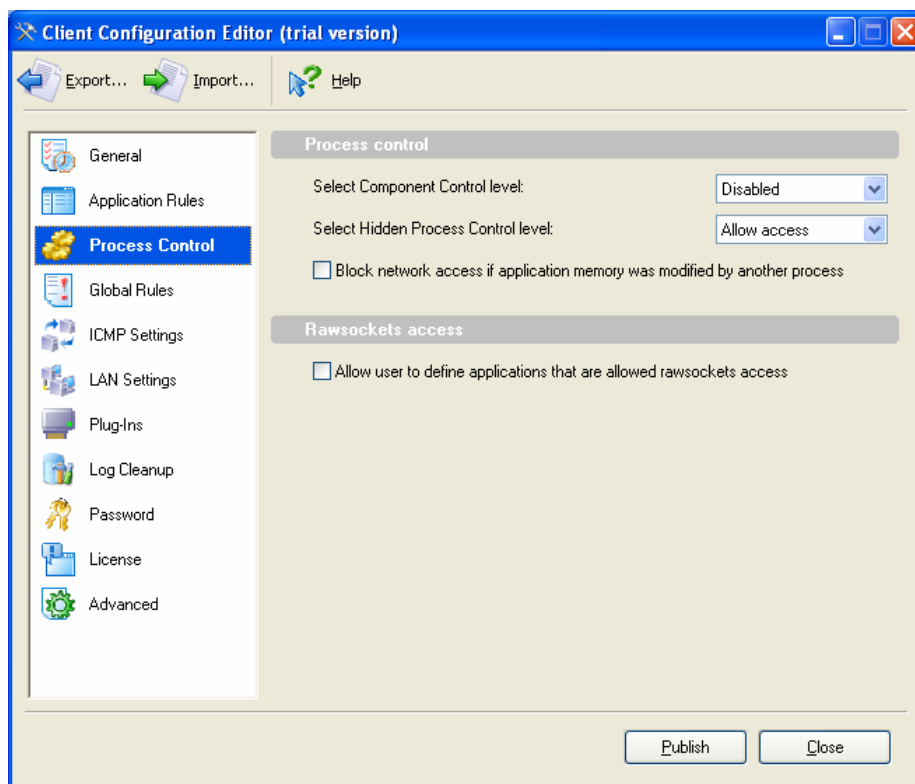 Client Configuration Editor (trial version)
Export... Import... Help
General
Application Rules
Process Control
Global Rules
ICMP Settings
LAN Settings
Plug-Ins
Log Cleanup
Password
License
Advanced
Process control
Select Component Control level: Disabled
Select Hidden Process Control level: Allow access
Block network access if application memory was modified by another process
Rawsockets access
Allow user to define applications that are allowed rawsockets access
Publish Close